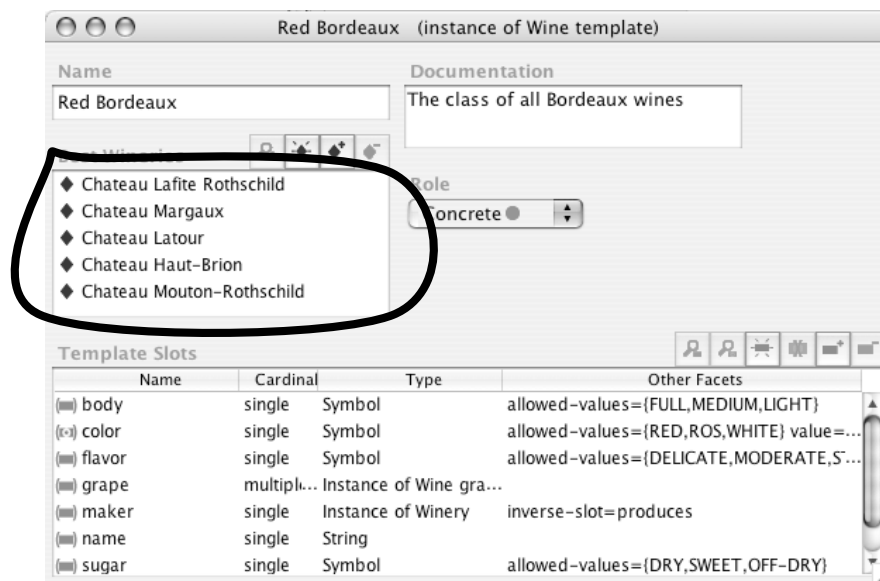 Red Bordeaux (instance of Wine template)
Name
Documentation
Red Bordeaux
The class of all Bordeaux wines
Best Wineries
Chateau Lafite Rothschild
Chateau Margaux
Chateau Latour
Chateau Haut-Brion
Chateau Mouton-Rothschild
Role
Concrete
Template Slots
Name Cardinal Type Other Facets
body single Symbol allowed-values={FULL,MEDIUM,LIGHT}
color single Symbol allowed-values={RED,ROS,WHITE} value=...
flavor single Symbol allowed-values={DELICATE,MODERATE,S...
grape multipl... Instance of Wine gra...
maker single Instance of Winery inverse-slot=produces
name single String
sugar single Symbol allowed-values={DRY,SWEET,OFF-DRY}